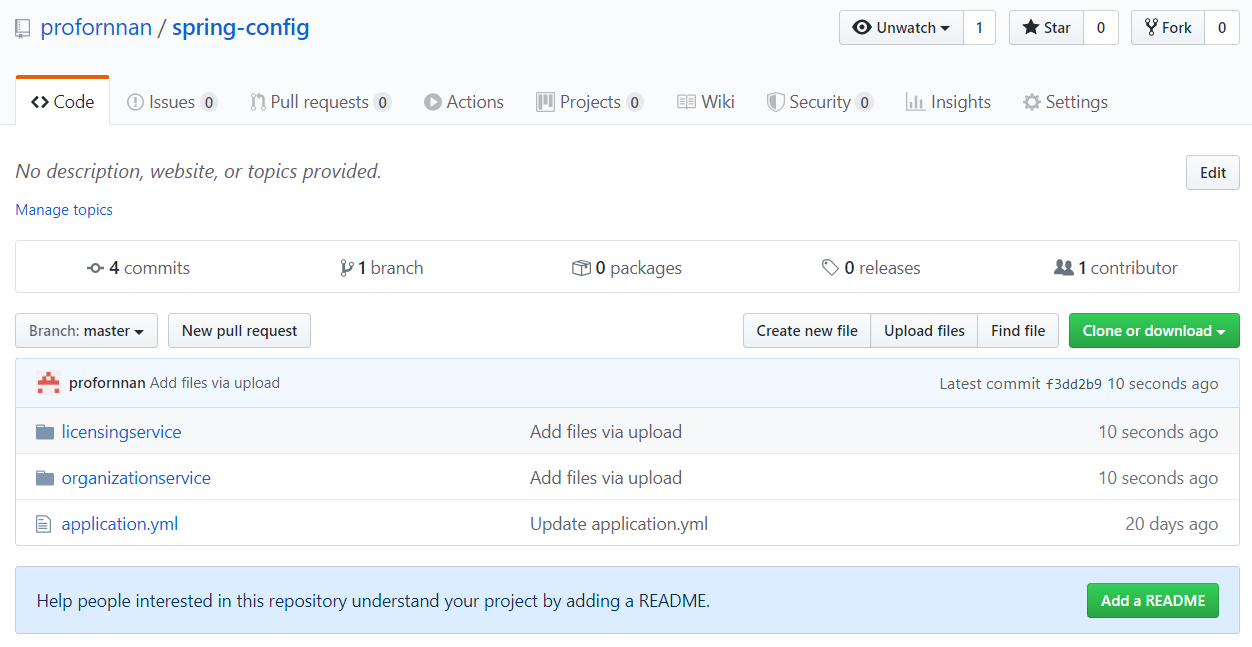 profornnan / spring-config Unwatch 1 Star 0 Fork 0
Code Issues 0 Pull requests 0 Actions Projects 0 Wiki Security 0 Insights Settings
No description, website, or topics provided. Edit
Manage topics
4 commits 1 branch 0 packages 0 releases 1 contributor
Branch: master New pull request Create new file Upload files Find file Clone or download
profornnan Add files via upload Latest commit f3dd2b9 10 seconds ago
licensingservice Add files via upload 10 seconds ago
organizationservice Add files via upload 10 seconds ago
application.yml Update application.yml 20 days ago
Help people interested in this repository understand your project by adding a README. Add a README